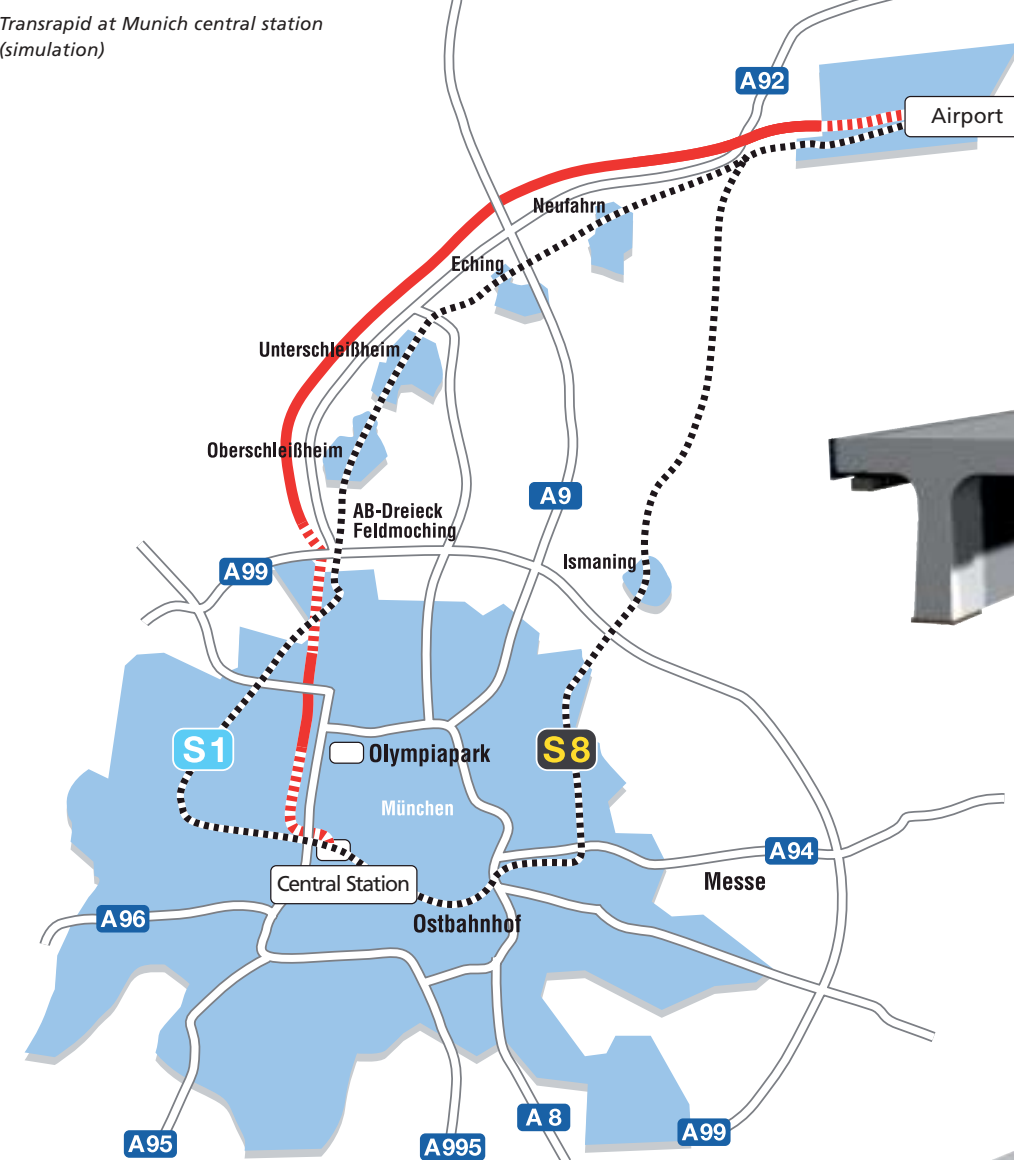 Transrapid at Munich central station
(simulation)
A92
Airport
Neufahrn
Eching
Unterschleißheim
Oberschleißheim
A9
AB-Dreieck
Feldmoching
Ismaning
A99
S1
Olympiapark
S8
München
A94
Central Station
Messe
A96
Ostbahnhof
A8
A99
A95
A995